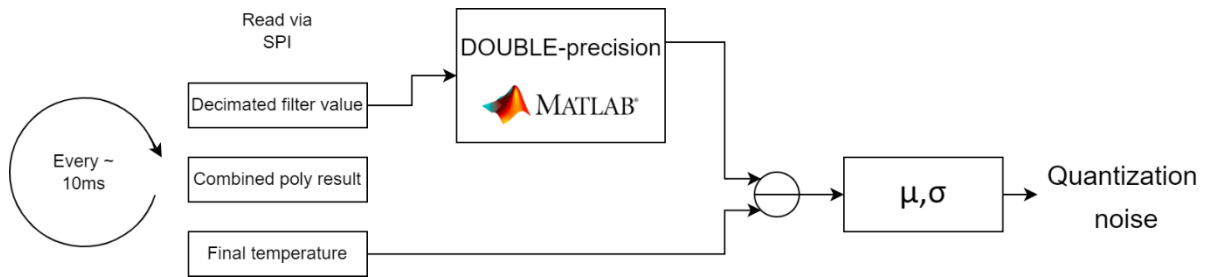 Read via
SPI
DOUBLE-precision
MATLAB®
Decimated filter value
Every ~
10ms
Combined poly result
Final temperature
μ,σ
Quantization
noise